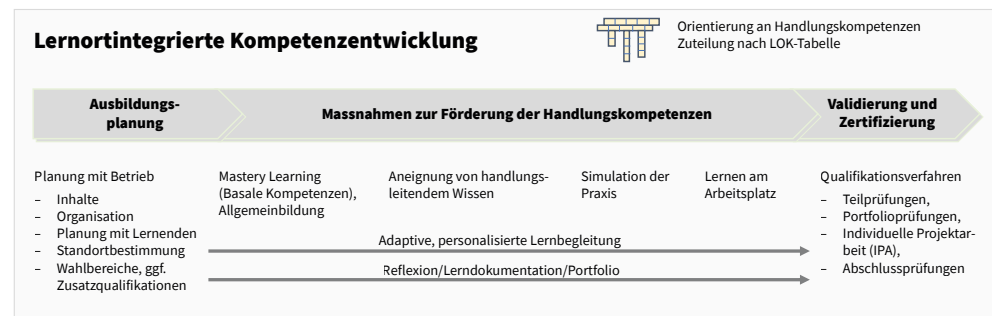 Lernortintegrierte Kompetenzentwicklung
Orientierung an Handlungskompetenzen
Zuteilung nach LOK-Tabelle
Ausbildungs-
planung
Massnahmen zur Förderung der Handlungskompetenzen
Validierung und
Zertifizierung
Planung mit Betrieb
– Inhalte
– Organisation
– Planung mit Lernenden
– Standortbestimmung
– Wahlbereiche, ggf.
Zusatzqualifikationen
Mastery Learning
(Basale Kompetenzen),
Allgemeinbildung
Aneignung von handlungs-
leitendem Wissen
Simulation der
Praxis
Lernen am
Arbeitsplatz
Adaptive, personalisierte Lernbegleitung
Reflexion/Lerndokumentation/Portfolio
Qualifikationsverfahren
– Teilprüfungen,
– Portfolioprüfungen,
– Individuelle Projektar-
beit (IPA),
– Abschlussprüfungen